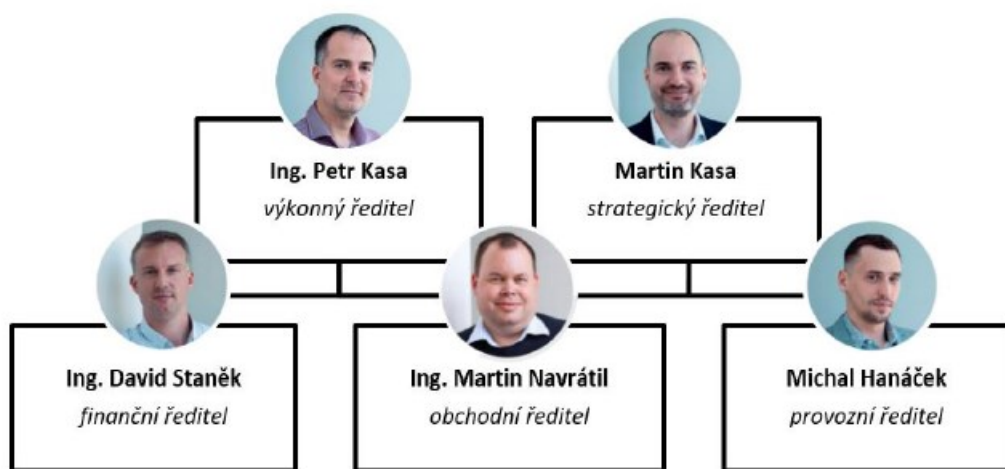 Ing. Petr Kasa
výkonný ředitel
Martin Kasa
strategický ředitel
Ing. David Staněk
finanční ředitel
Ing. Martin Navrátil
obchodní ředitel
Michal Hanáček
provozní ředitel